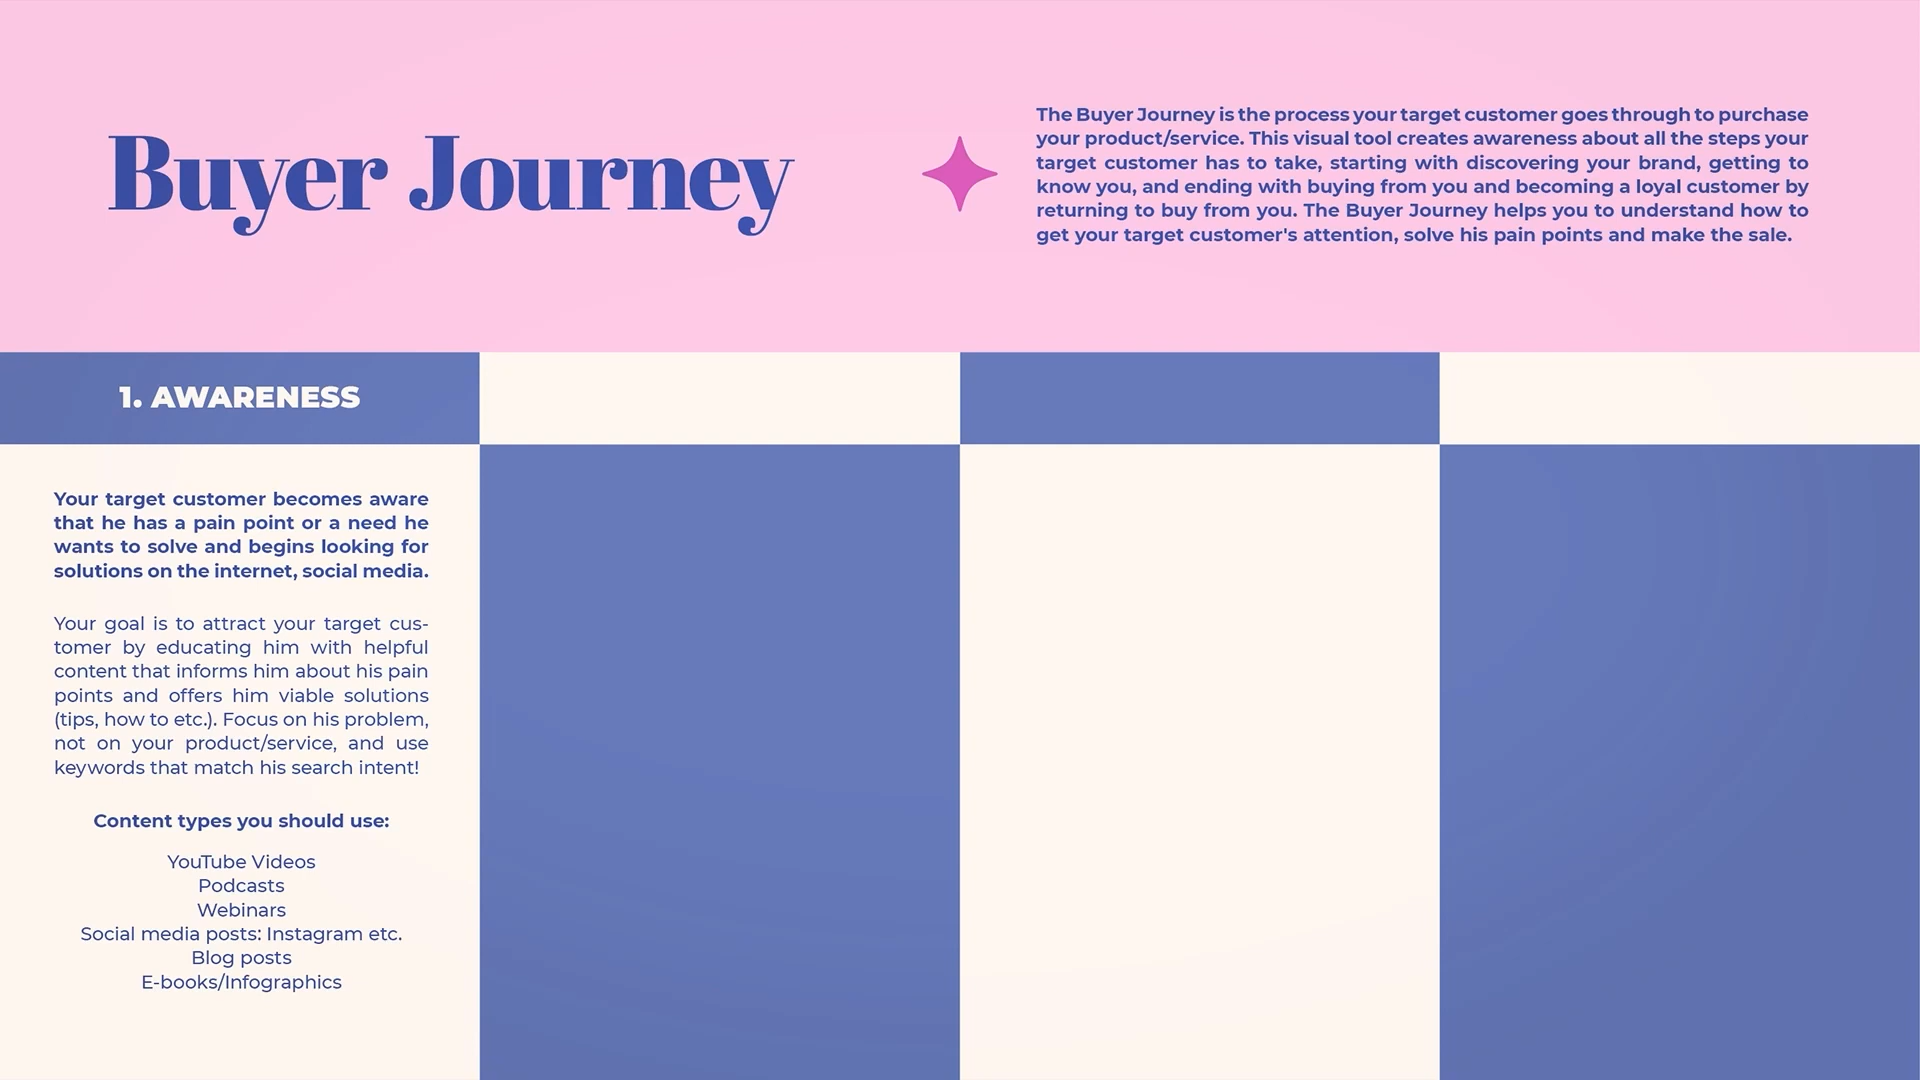 Buyer Journey
The Buyer Journey is the process your target customer goes through to purchase
your product/service. This visual tool creates awareness about all the steps your
target customer has to take, starting with discovering your brand, getting to
know you, and ending with buying from you and becoming a loyal customer by
returning to buy from you. The Buyer Journey helps you to understand how to
get your target customer's attention, solve his pain points and make the sale.
1. AWARENESS
Your target customer becomes aware
that he has a pain point or a need he
wants to solve and begins looking for
solutions on the internet, social media.
Your goal is to attract your target cus-
tomer by educating him with helpful
content that informs him about his pain
points and offers him viable solutions
(tips, how to etc.). Focus on his problem,
not on your product/service, and use
keywords that match his search intent!
Content types you should use:
YouTube Videos
Podcasts
Webinars
Social media posts: Instagram etc.
Blog posts
E-books/Infographics